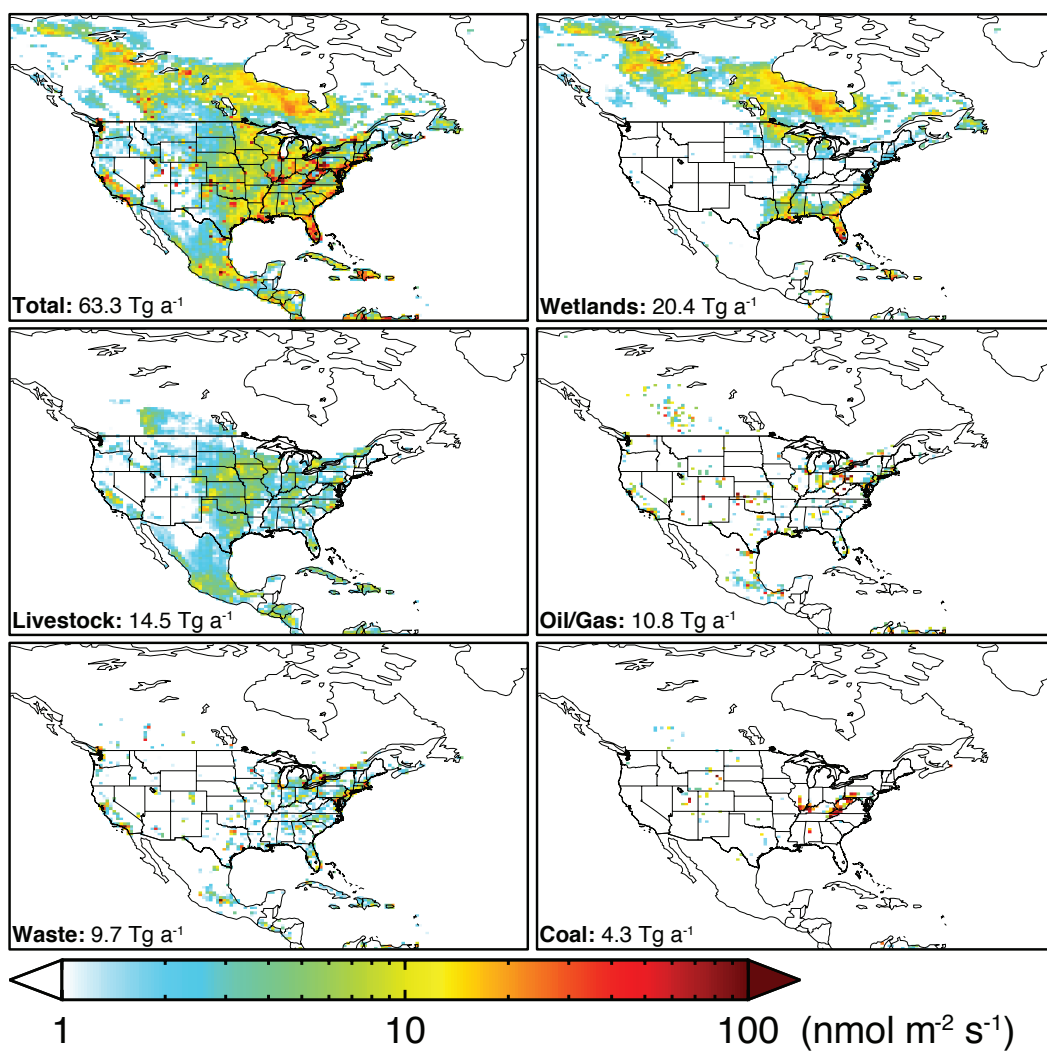 Total: 63.3 Tg a⁻¹
Wetlands: 20.4 Tg a⁻¹
Livestock: 14.5 Tg a⁻¹
Oil/Gas: 10.8 Tg a⁻¹
Waste: 9.7 Tg a⁻¹
Coal: 4.3 Tg a⁻¹
1 10 100 (nmol m⁻² s⁻¹)